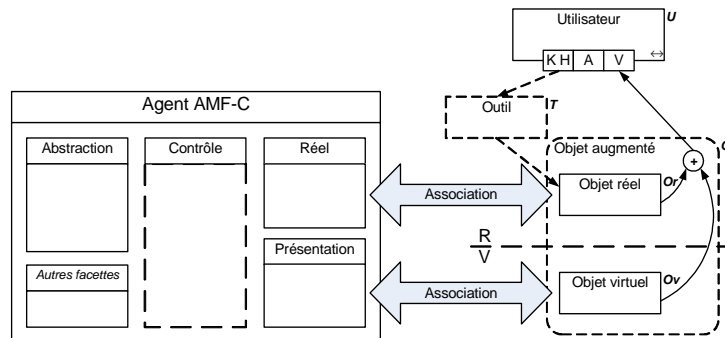 Utilisateur
U
K H
A
V
↔
Agent AMF-C
Outil
T
Abstraction
Contrôle
Réel
Objet augmenté
+
Association
Objet réel
Or
R
V
Présentation
Autres facettes
Association
Objet virtuel
Ov